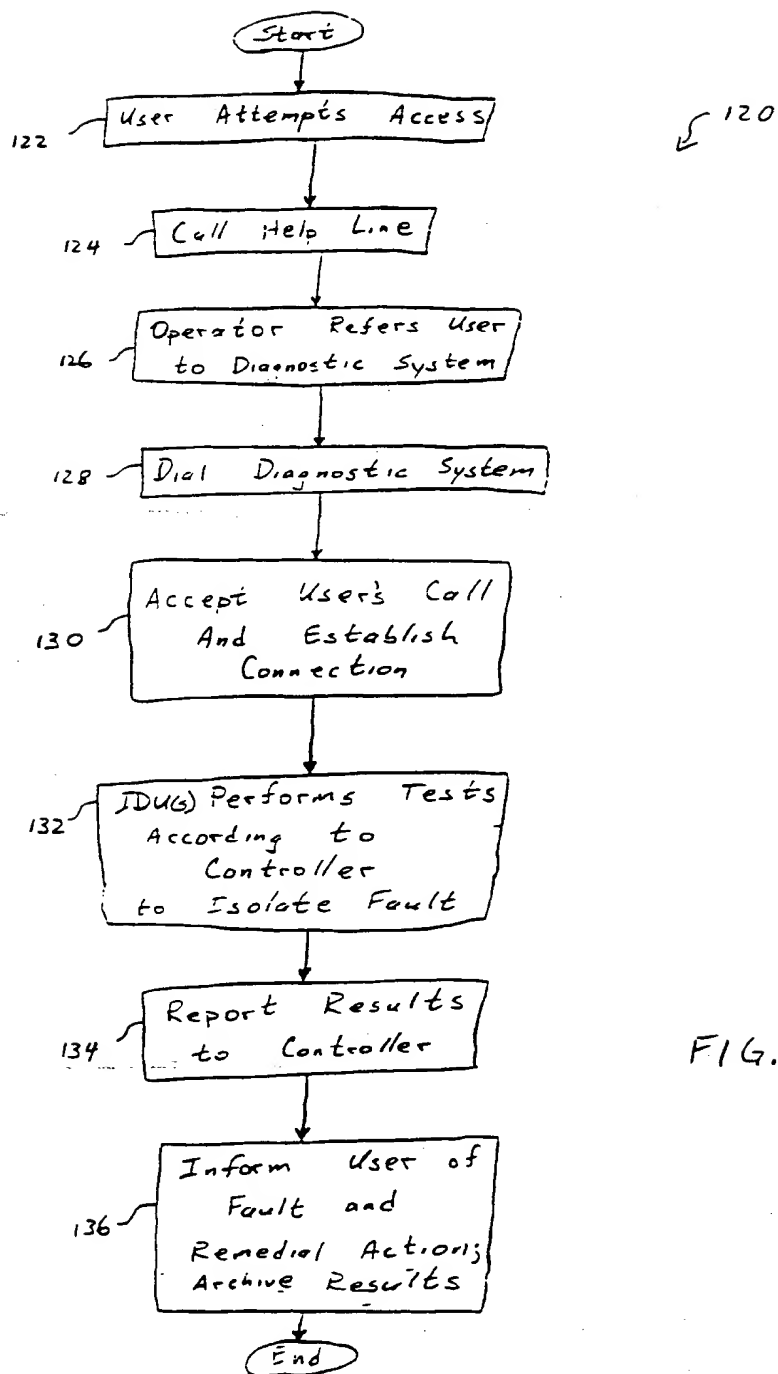 Start
User Attempts Access
122
120
Call Help Line
124
Operator Refers User
to Diagnostic System
126
Dial Diagnostic System
128
Accept User's Call
And Establish
Connection
130
IDU(s) Performs Tests
According to
Controller
to Isolate Fault
132
Report Results
to Controller
134
FIG.
Inform User of
Fault and
Remedial Action;
Archive Results
136
End